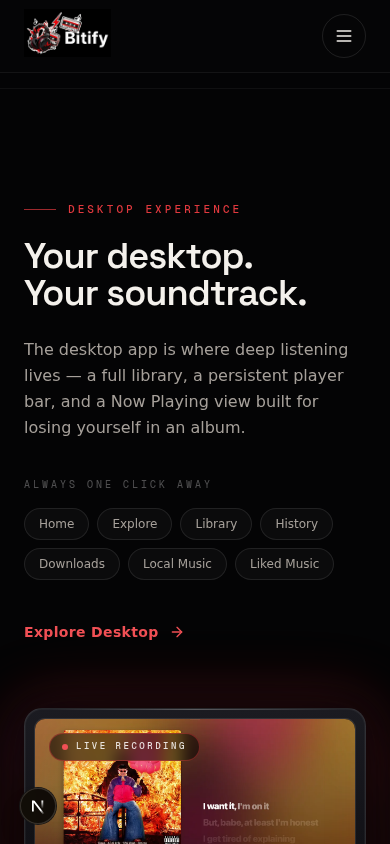 Bitify
DESKTOP EXPERIENCE
Your desktop.
Your soundtrack.
The desktop app is where deep listening
lives — a full library, a persistent player
bar, and a Now Playing view built for
losing yourself in an album.
ALWAYS ONE CLICK AWAY
Home
Explore
Library
History
Downloads
Local Music
Liked Music
Explore Desktop →
LIVE RECORDING
I want it, I'm on it
But, babe, at least I'm honest
I get tired of explaining
N